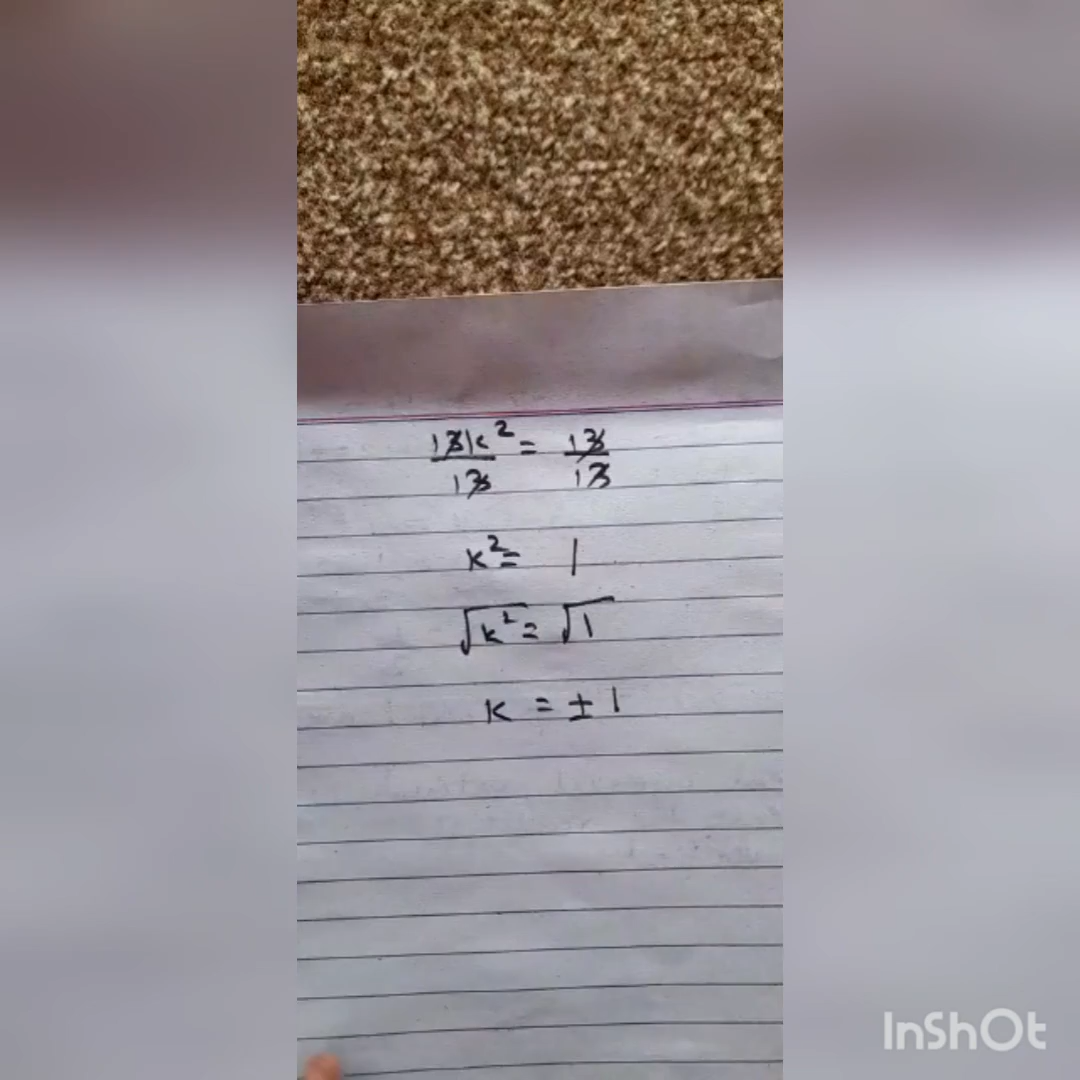 13k²/13 = 13/13
k² = 1
√k² = √1
k = ± 1
InShOt